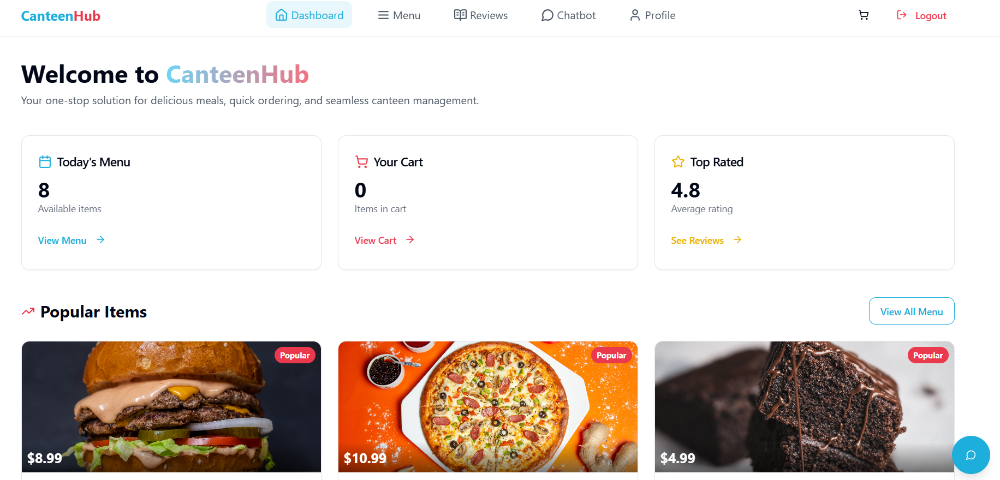 CanteenHub
Dashboard
Menu
Reviews
Chatbot
Profile
Logout
Welcome to CanteenHub
Your one-stop solution for delicious meals, quick ordering, and seamless canteen management.
Today's Menu
8
Available items
View Menu
Your Cart
0
Items in cart
View Cart
Top Rated
4.8
Average rating
See Reviews
Popular Items
View All Menu
Popular
$8.99
Popular
$10.99
Popular
$4.99